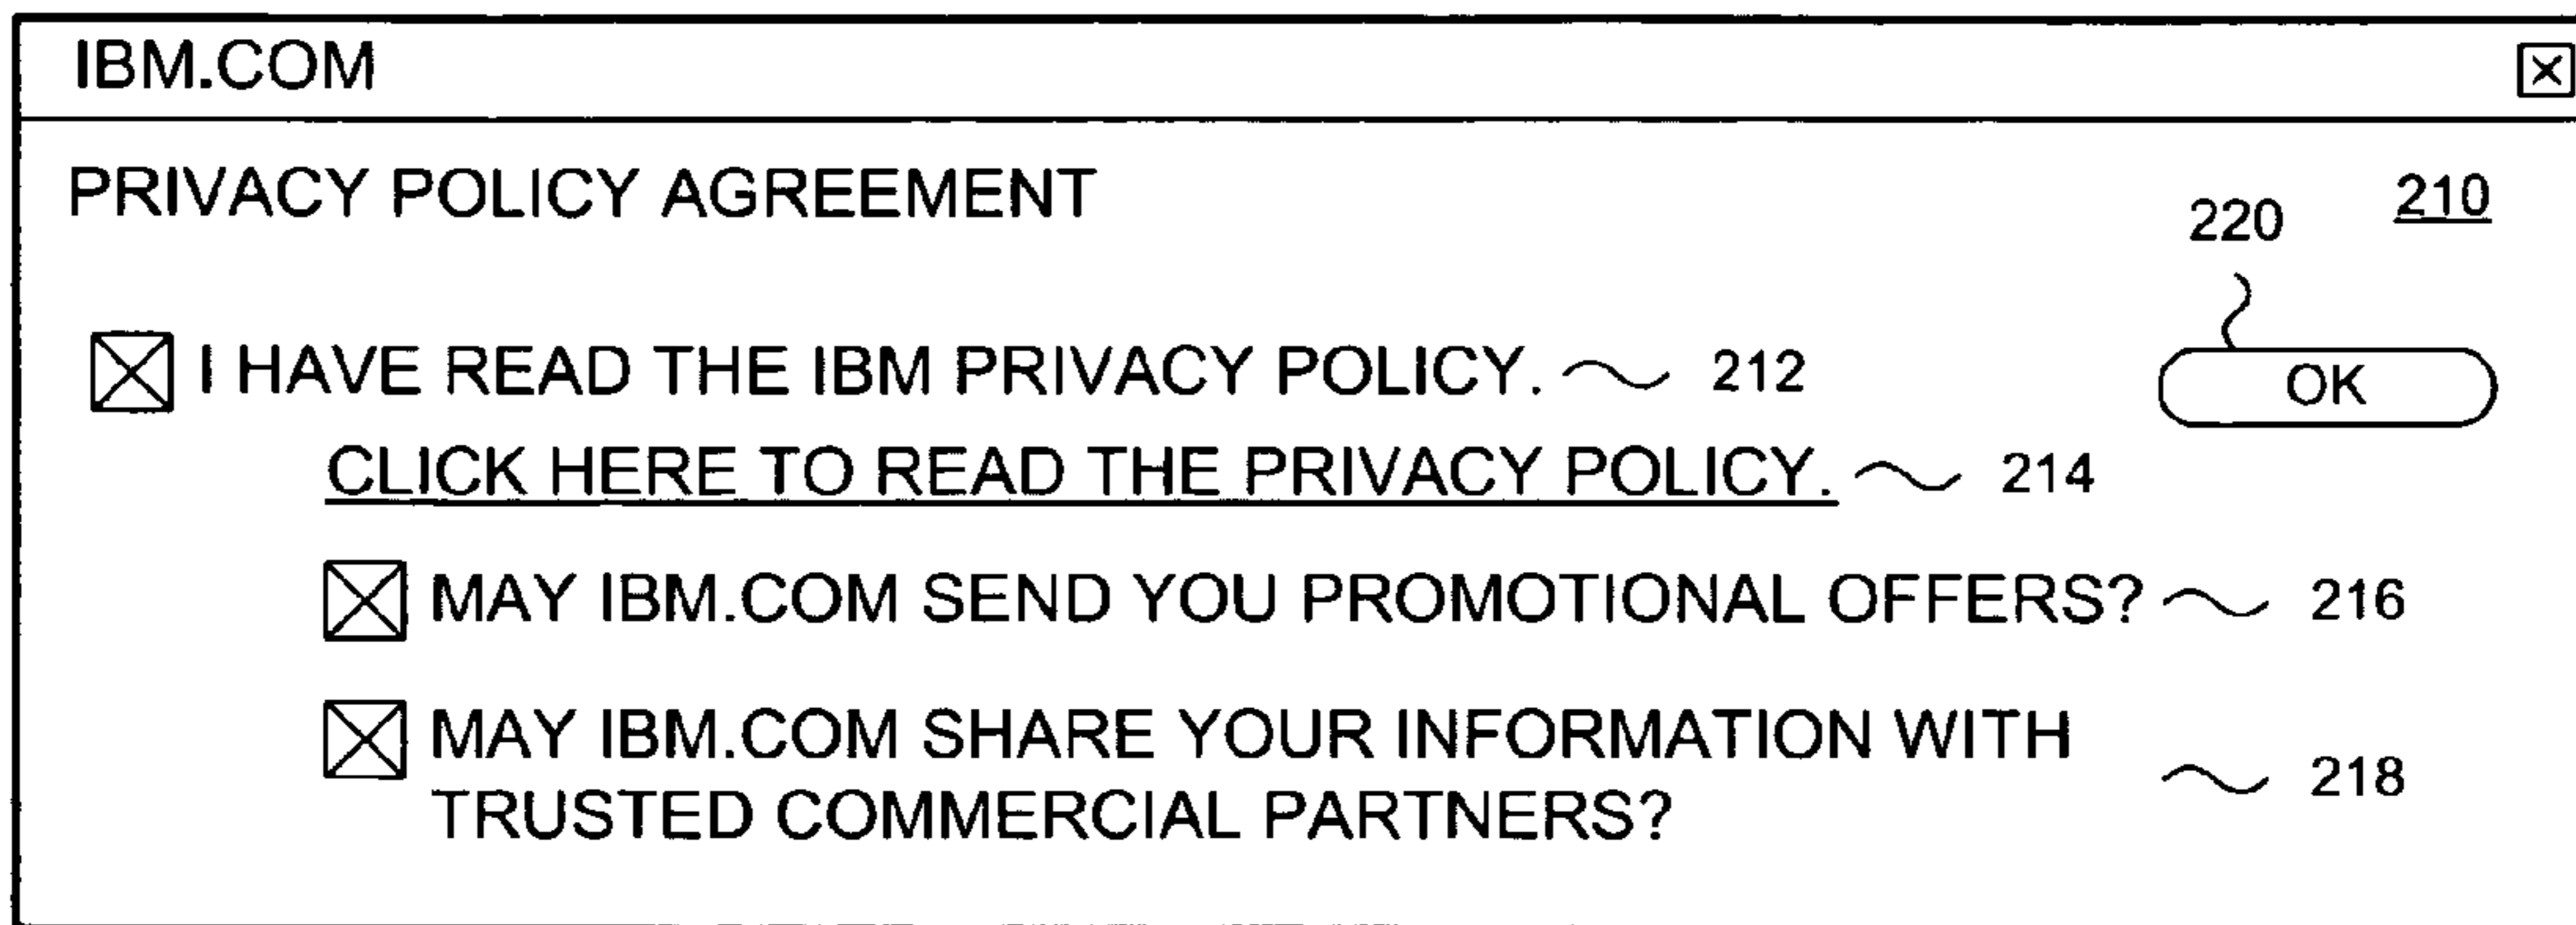 IBM.COM
PRIVACY POLICY AGREEMENT
220
210
I HAVE READ THE IBM PRIVACY POLICY. 212
OK
CLICK HERE TO READ THE PRIVACY POLICY. 214
MAY IBM.COM SEND YOU PROMOTIONAL OFFERS? 216
MAY IBM.COM SHARE YOUR INFORMATION WITH
TRUSTED COMMERCIAL PARTNERS?
218